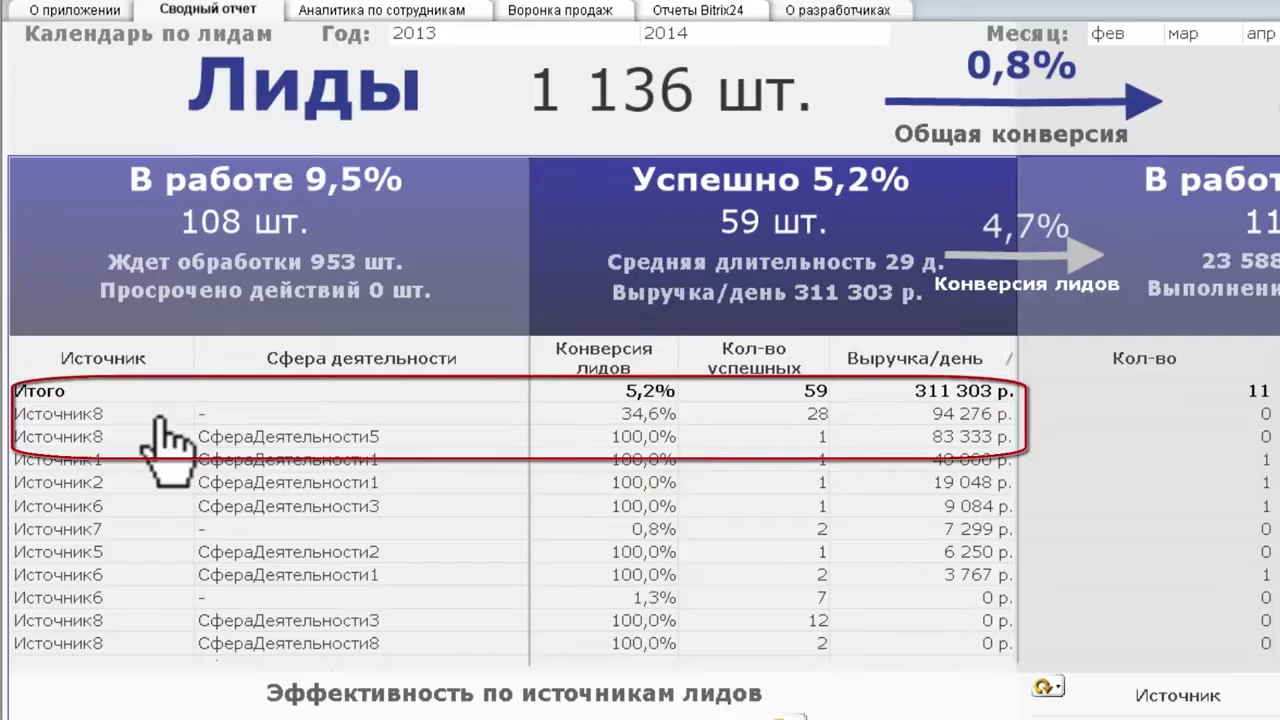 О приложении Сводный отчет Аналитика по сотрудникам Воронка продаж Отчеты Bitrix24 О разработчиках
Календарь по лидам Год: 2013 2014 Месяц: фев мар апр
Лиды 1 136 шт. 0,8%
Общая конверсия
В работе 9,5% Успешно 5,2% В работ
108 шт. 59 шт. 4,7% 11
Ждет обработки 953 шт. Средняя длительность 29 д. 23 588
Просрочено действий 0 шт. Выручка/день 311 303 р. Конверсия лидов Выполнени
Источник Сфера деятельности Конверсия лидов Кол-во успешных Выручка/день Кол-во
Итого 5,2% 59 311 303 р. 11
Источник8 - 34,6% 28 94 276 р. 0
Источник8 СфераДеятельности5 100,0% 1 83 333 р. 0
Источник1 СфераДеятельности1 100,0% 1 40 000 р. 1
Источник2 СфераДеятельности1 100,0% 1 19 048 р. 1
Источник6 СфераДеятельности3 100,0% 1 9 084 р. 1
Источник7 - 0,8% 2 7 299 р. 0
Источник5 СфераДеятельности2 100,0% 1 6 250 р. 0
Источник6 СфераДеятельности1 100,0% 2 3 767 р. 1
Источник6 - 1,3% 7 0 р. 0
Источник8 СфераДеятельности3 100,0% 12 0 р. 0
Источник8 СфераДеятельности8 100,0% 2 0 р. 0
Эффективность по источникам лидов Источник